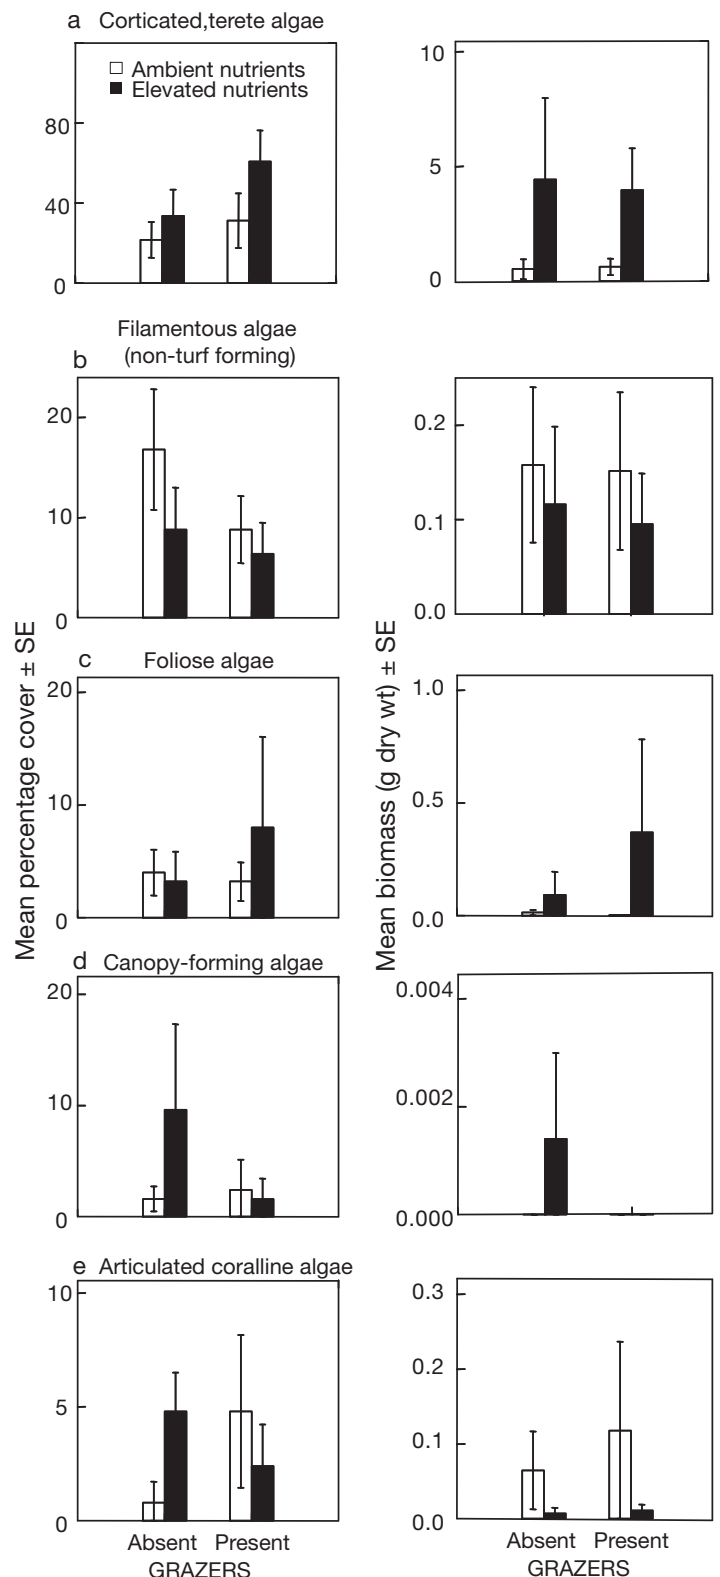 a Corticated,terete algae
Ambient nutrients
Elevated nutrients
80
40
0
10
5
0
Filamentous algae
b (non-turf forming)
20
10
0
0.2
0.1
0.0
c Foliose algae
20
10
0
1.0
0.5
0.0
d Canopy-forming algae
20
10
0
0.004
0.002
0.000
e Articulated coralline algae
10
5
0
0.3
0.2
0.1
0.0
Mean percentage cover ± SE
Mean biomass (g dry wt) ± SE
Absent Present
GRAZERS
Absent Present
GRAZERS